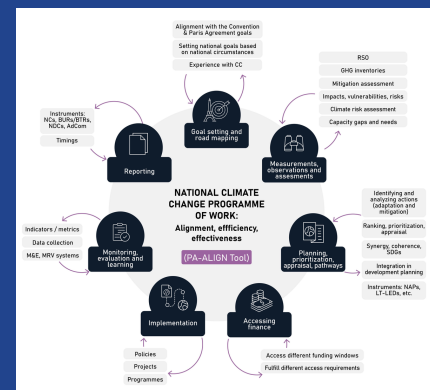 Alignment with the Convention
& Paris Agreement goals
Setting national goals based
on national circumstances
Experience with CC
Goal setting and
road mapping
RSO
GHG inventories
Mitigation assessment
Impacts, vulnerabilities, risks
Climate risk assessment
Capacity gaps and needs
Measurements,
observations and
assesments
Identifying and
analyzing actions
(adaptation and
mitigation)
Ranking, prioritization,
appraisal
Synergy, coherence,
SDGs
Integration in
development planning
Instruments: NAPs,
LT-LEDs, etc.
Planning,
prioritization,
appraisal, pathways
Accessing
finance
Access different funding windows
Fulfill different access requirements
Implementation
Policies
Projects
Programmes
Monitoring,
evaluation and
learning
Indicators / metrics
Data collection
M&E, MRV systems
Reporting
Instruments:
NCs, BURs/BTRs,
NDCs, AdCom
Timings
NATIONAL CLIMATE
CHANGE PROGRAMME
OF WORK:
Alignment, effficiency,
effectiveness
(PA-ALIGN Tool)